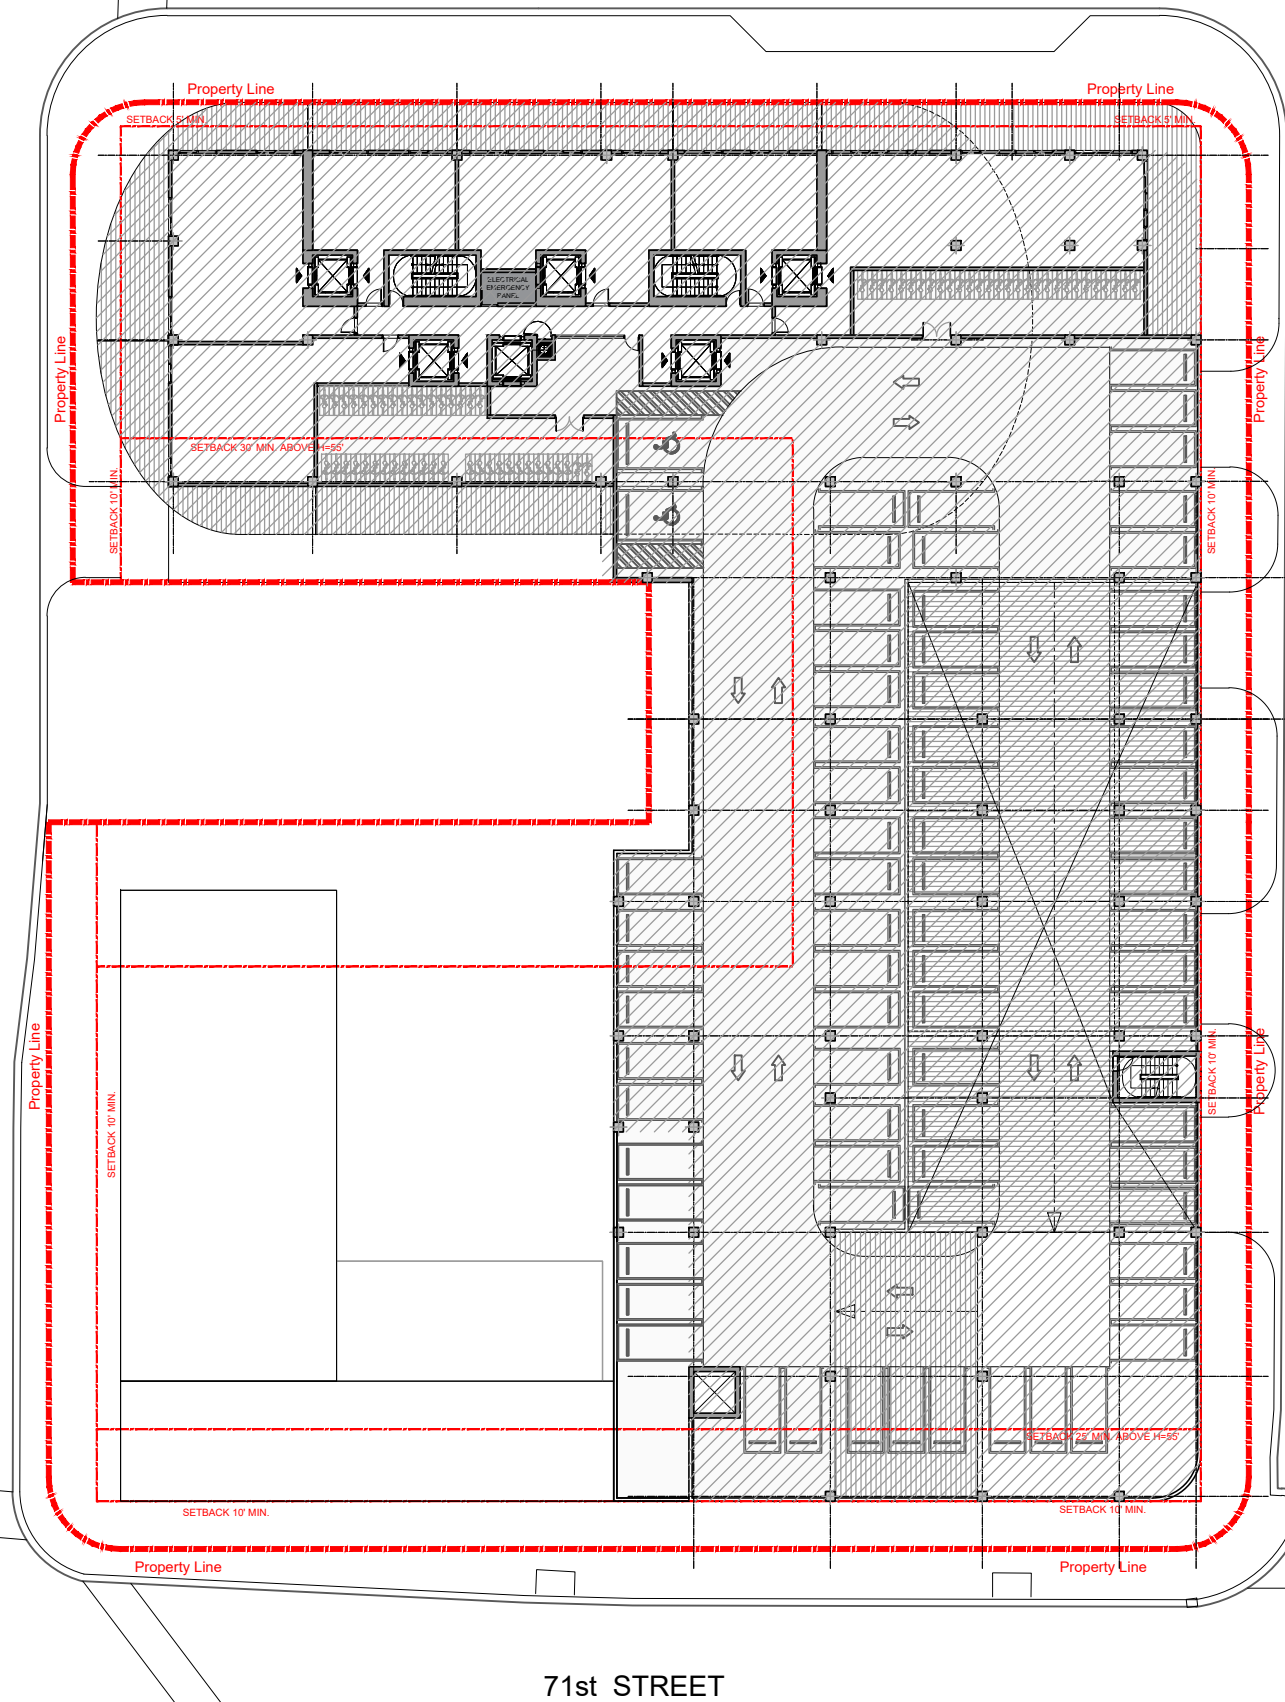 Property Line
Property Line
SETBACK 5' MIN.
SETBACK 5' MIN.
ELECTRICAL
EMERGENCY
PANEL
Property Line
Property Line
SETBACK 30' MIN. ABOVE H=55'
SETBACK 10' MIN.
SETBACK 10' MIN.
Property Line
Property Line
SETBACK 10' MIN.
SETBACK 10' MIN.
SETBACK 25' MIN. ABOVE H=55'
SETBACK 10' MIN.
SETBACK 10' MIN.
Property Line
Property Line
71st STREET